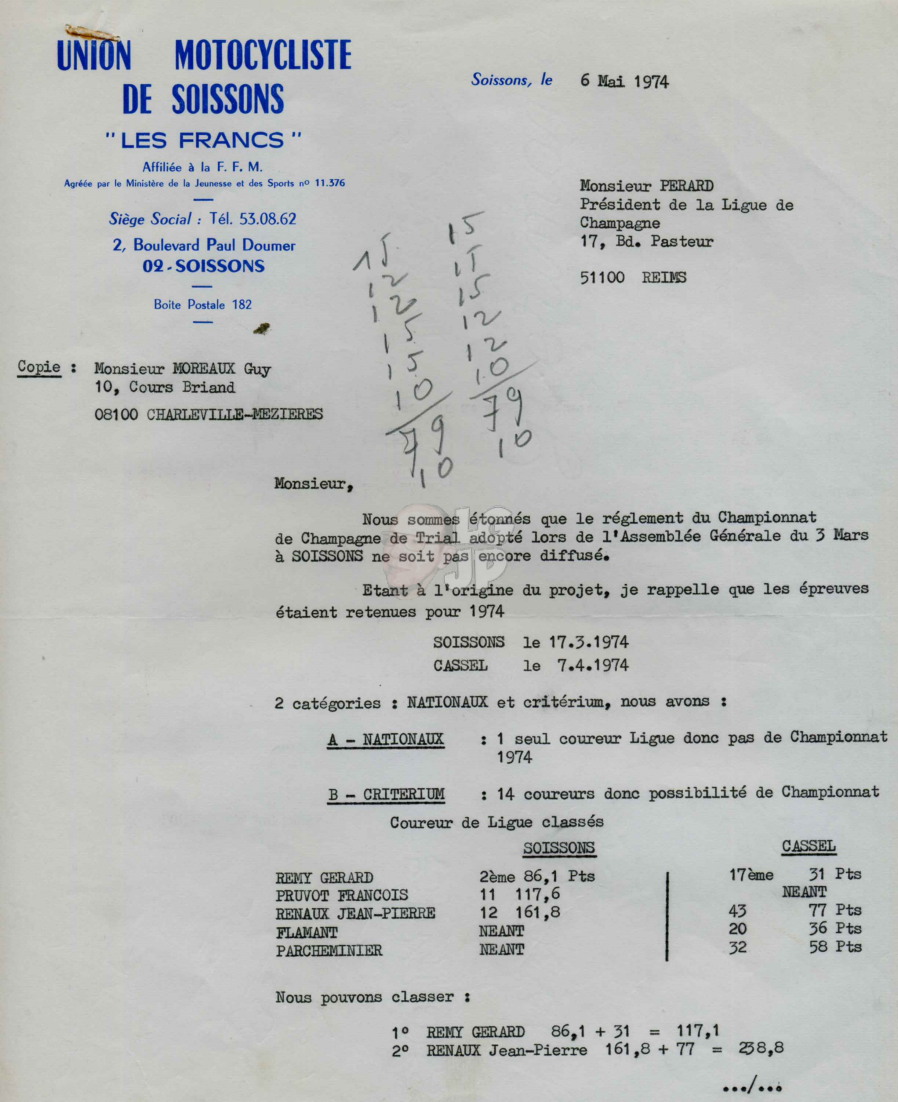 UNION MOTOCYCLISTE
DE SOISSONS
"LES FRANCS"
Affiliée à la F. F. M.
Agréée par le Ministère de la Jeunesse et des Sports nº 11.376
Siège Social : Tél. 53.08.62
2, Boulevard Paul Doumer
02 - SOISSONS
Boite Postale 182
Soissons, le 6 Mai 1974
Monsieur PERARD
Président de la Ligue de
Champagne
17, Bd. Pasteur
51100 REIMS
15 15
12 15
12 15
15 12
15 12
10 10
79 79
10 10
Copie : Monsieur MOREAUX Guy
10, Cours Briand
08100 CHARLEVILLE-MEZIERES
Monsieur,
Nous sommes étonnés que le réglement du Championnat
de Champagne de Trial adopté lors de l'Assemblée Générale du 3 Mars
à SOISSONS ne soit pas encore diffusé.
Etant à l'origine du projet, je rappelle que les épreuves
étaient retenues pour 1974
SOISSONS le 17.3.1974
CASSEL le 7.4.1974
2 catégories : NATIONAUX et critérium, nous avons :
A - NATIONAUX : 1 seul coureur Ligue donc pas de Championnat
1974
B - CRITERIUM : 14 coureurs donc possibilité de Championnat
Coureur de Ligue classés
SOISSONS CASSEL
REMY GERARD 2ème 86,1 Pts 17ème 31 Pts
PRUVOT FRANCOIS 11 117,6 NEANT
RENAUX JEAN-PIERRE 12 161,8 43 77 Pts
FLAMANT NEANT 20 36 Pts
PARCHEMINIER NEANT 32 58 Pts
Nous pouvons classer :
1º REMY GERARD 86,1 + 31 = 117,1
2º RENAUX Jean-Pierre 161,8 + 77 = 238,8
.../...